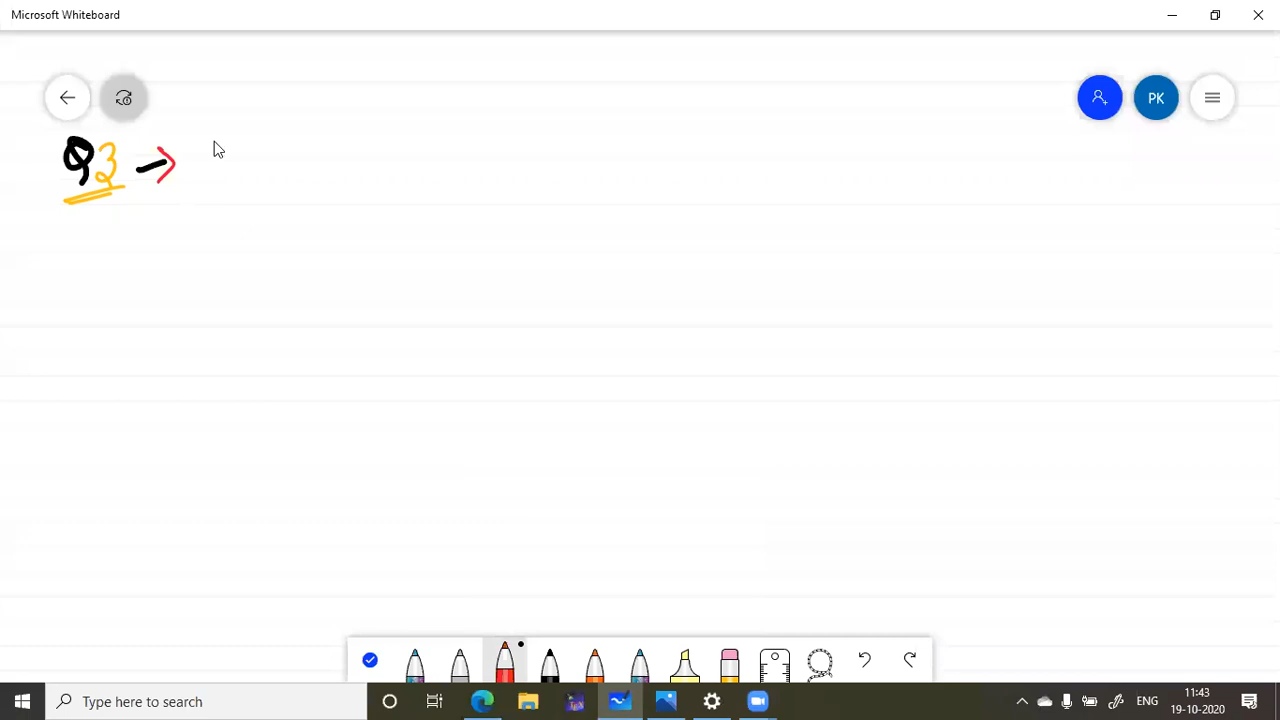 Microsoft Whiteboard
PK
Q3 →
Type here to search
ENG
11:43
19-10-2020